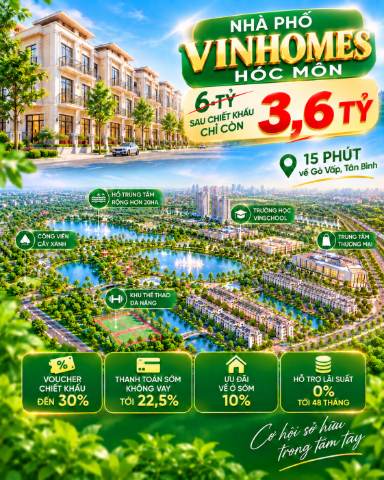 NHÀ PHỐ
VINHOMES
HÓC MÔN
6 TỶ
SAU CHIẾT KHẤU
CHỈ CÒN
3,6 TỶ
15 PHÚT
về Gò Vấp, Tân Bình
HỒ TRUNG TÂM
RỘNG HƠN 20HA
TRƯỜNG HỌC
VINSCHOOL
CÔNG VIÊN
CÂY XANH
TRUNG TÂM
THƯƠNG MẠI
KHU THỂ THAO
ĐA NĂNG
VOUCHER
CHIẾT KHẤU
ĐẾN 30%
THANH TOÁN SỚM
KHÔNG VAY
TỚI 22,5%
ƯU ĐÃI
VỀ Ở SỚM
10%
HỖ TRỢ LÃI SUẤT
0%
TỚI 48 THÁNG
Cơ hội sở hữu
trong tầm tay